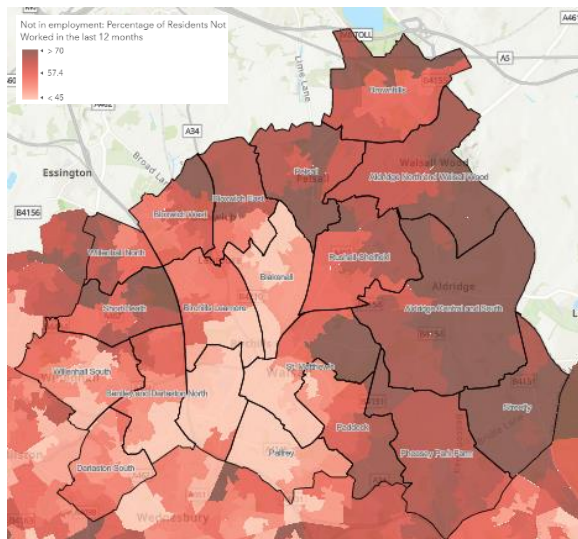 Not in employment: Percentage of Residents Not
Worked in the last 12 months
> 70
57.4
< 45
A461
A5
A34
Lime Lane
Broad La
Essington
B4156
Brownhills
Walsall Wood
Aldridge North and Walsall Wood
Pelsall
Bloxwich East
Bloxwich West
Willenhall North
Short Heath
Birchills Leamore
Blakenall
Rushall-Shelfield
Aldridge
Aldridge Central and South
B4154
Willenhall South
Bentley and Darlaston North
St. Matthew's
B4151
Streetly
Paddock
Pheasey Park Farm
Palfrey
Darlaston South
Wednesbury
L